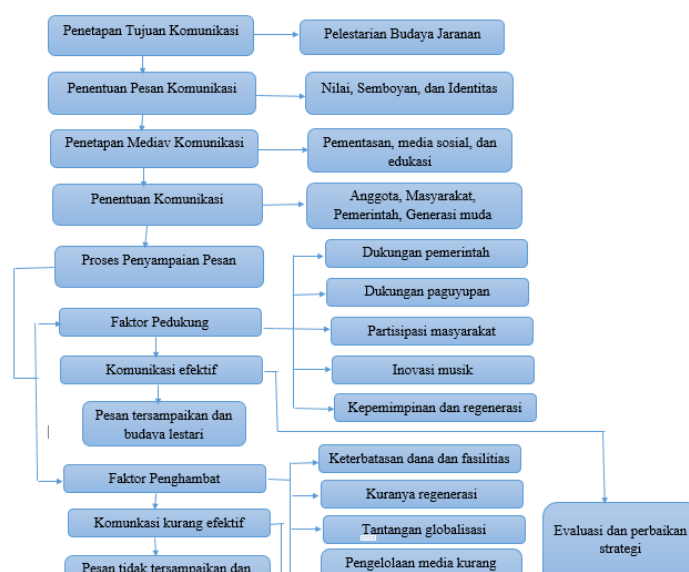 Penetapan Tujuan Komunikasi
Pelestarian Budaya Jaranan
Penentuan Pesan Komunikasi
Nilai, Semboyan, dan Identitas
Penetapan Mediav Komunikasi
Pementasan, media sosial, dan
edukasi
Penentuan Komunikasi
Anggota, Masyarakat,
Pemerintah, Generasi muda
Proses Penyampaian Pesan
Dukungan pemerintah
Dukungan paguyupan
Faktor Pedukung
Partisipasi masyarakat
Komunikasi efektif
Inovasi musik
Pesan tersampaikan dan
budaya lestari
Kepemimpinan dan regenerasi
Faktor Penghambat
Keterbatasan dana dan fasilitias
Kuranya regenerasi
Komunkasi kurang efektif
Tantangan globalisasi
Evaluasi dan perbaikan
strategi
Pengelolaan media kurang
Pesan tidak tersampaikan dan